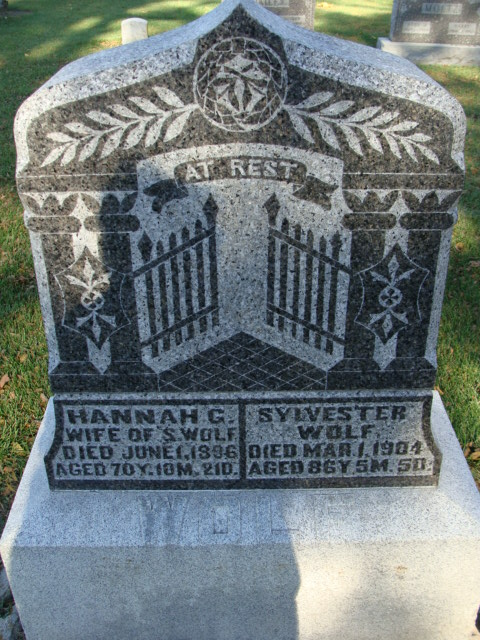 AT REST
HANNAH G.
WIFE OF S. WOLF
DIED JUNE 1, 1896
AGED 70Y. 10M. 21D.
SYLVESTER
WOLF,
DIED MAR. 1, 1904
AGED 86Y. 5M. 5D.